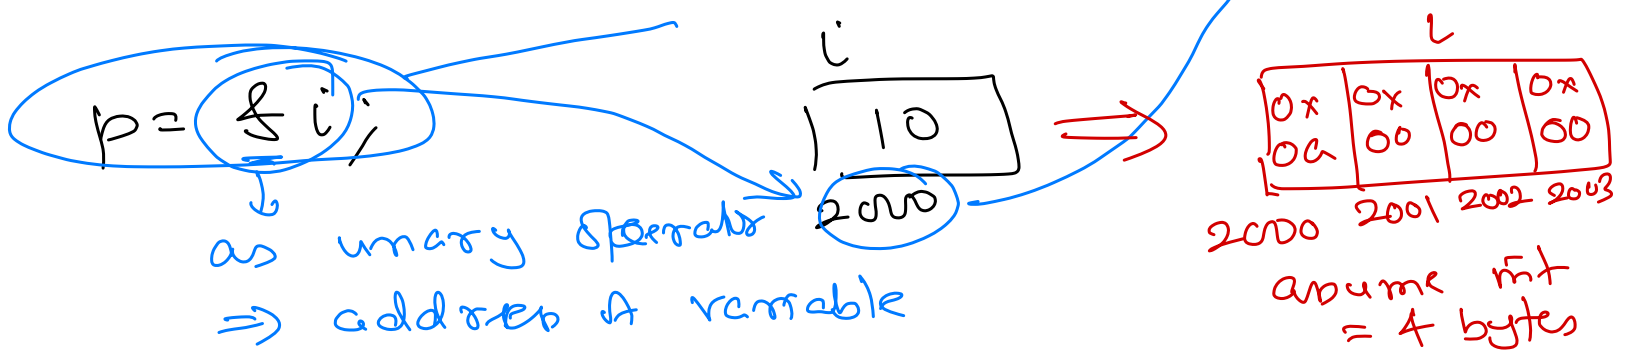 p = &i;
as unary operator
=> address of variable
i
10
2000
i
0x 0x 0x 0x
0a 00 00 00
2000 2001 2002 2003
assume int
= 4 bytes